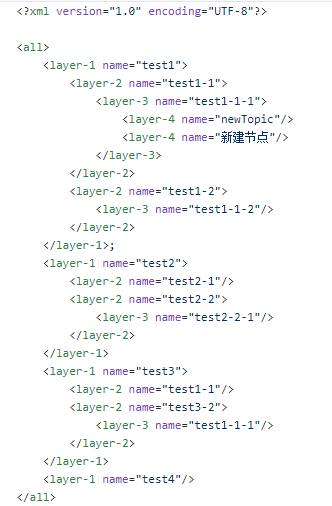 <?xml version="1.0" encoding="UTF-8"?>
<all>
    <layer-1 name="test1">
        <layer-2 name="test1-1">
            <layer-3 name="test1-1-1">
                <layer-4 name="newTopic"/>
                <layer-4 name="新建节点"/>
            </layer-3>
        </layer-2>
        <layer-2 name="test1-2">
            <layer-3 name="test1-1-2"/>
        </layer-2>
    </layer-1>;
    <layer-1 name="test2">
        <layer-2 name="test2-1"/>
        <layer-2 name="test2-2">
            <layer-3 name="test2-2-1"/>
        </layer-2>
    </layer-1>
    <layer-1 name="test3">
        <layer-2 name="test1-1"/>
        <layer-2 name="test3-2">
            <layer-3 name="test1-1-1"/>
        </layer-2>
    </layer-1>
    <layer-1 name="test4"/>
</all>